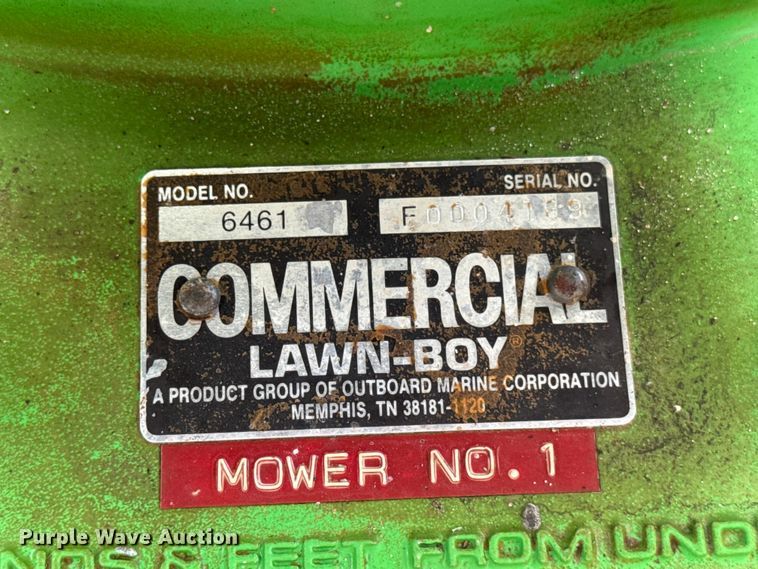 MODEL NO. SERIAL NO.
6461 F0004199
COMMERCIAL
LAWN-BOY®
A PRODUCT GROUP OF OUTBOARD MARINE CORPORATION
MEMPHIS, TN 38181-1120
MOWER NO. 1
& FEET FROM
Purple Wave Auction